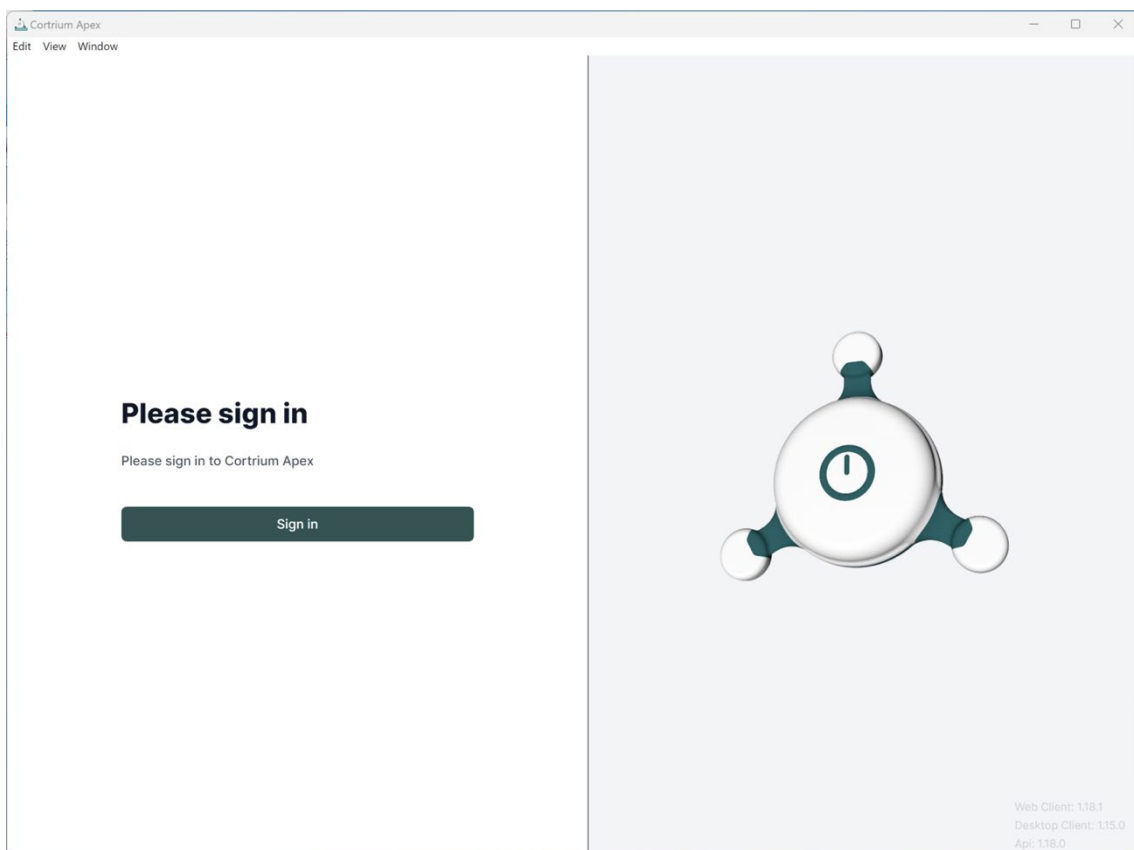 Cortrium Apex
Edit View Window
Please sign in
Please sign in to Cortrium Apex
Sign in
Web Client: 1.18.1
Desktop Client: 1.15.0
Api: 1.18.0